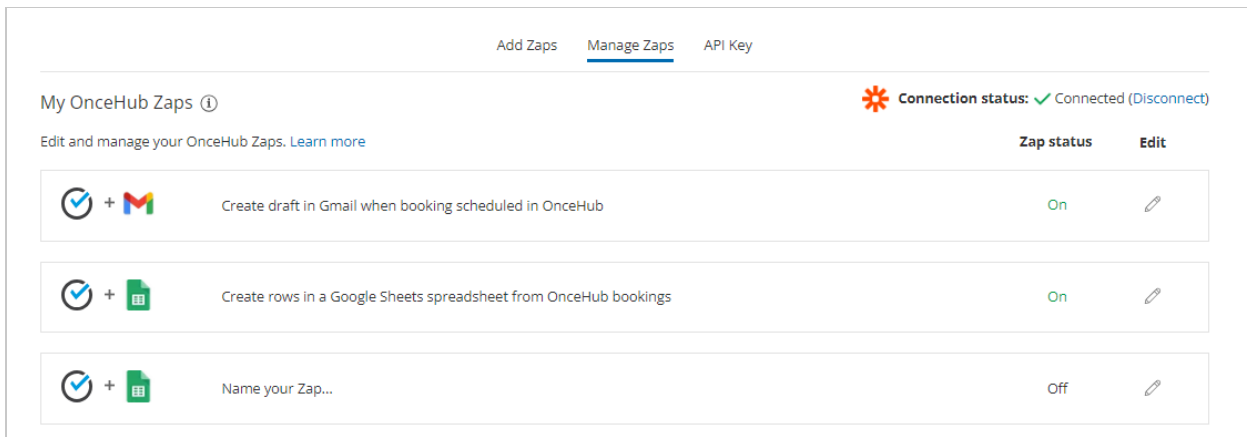 Add Zaps Manage Zaps API Key
My OnceHub Zaps i Connection status: Connected (Disconnect)
Edit and manage your OnceHub Zaps. Learn more Zap status Edit
+ Create draft in Gmail when booking scheduled in OnceHub On
+ Create rows in a Google Sheets spreadsheet from OnceHub bookings On
+ Name your Zap... Off